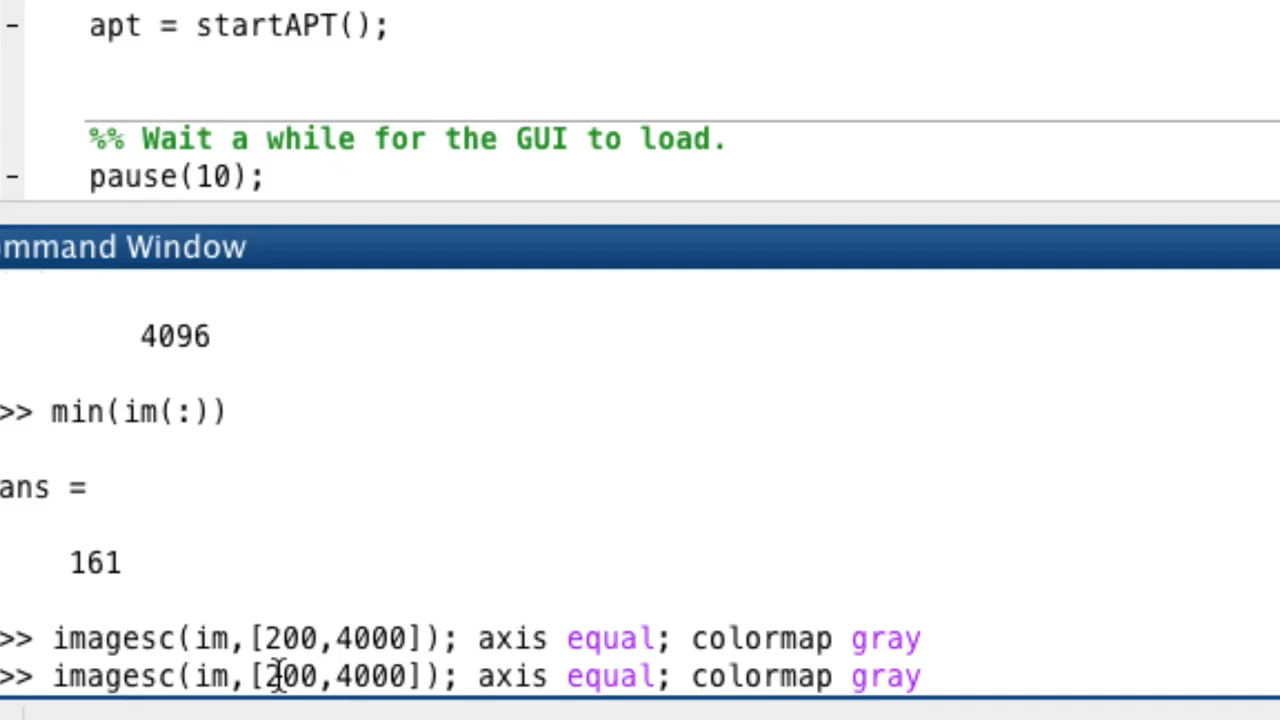 apt = startAPT();
%% Wait a while for the GUI to load.
pause(10);
ommand Window
4096
>> min(im(:))
ans =
161
>> imagesc(im,[200,4000]); axis equal; colormap gray
>> imagesc(im,[200,4000]); axis equal; colormap gray